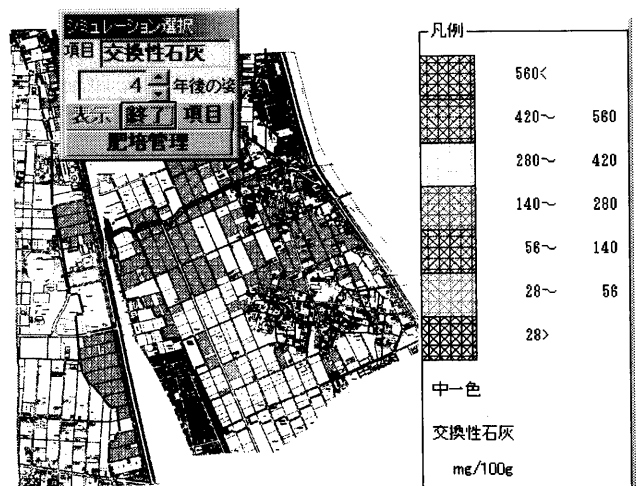 シミュレーション選択
項目 交換性石灰
4 年後の姿
表示 終了 項目
肥培管理
凡例
560<
420～ 560
280～ 420
140～ 280
56～ 140
28～ 56
28>
中一色
交換性石灰
mg/100g